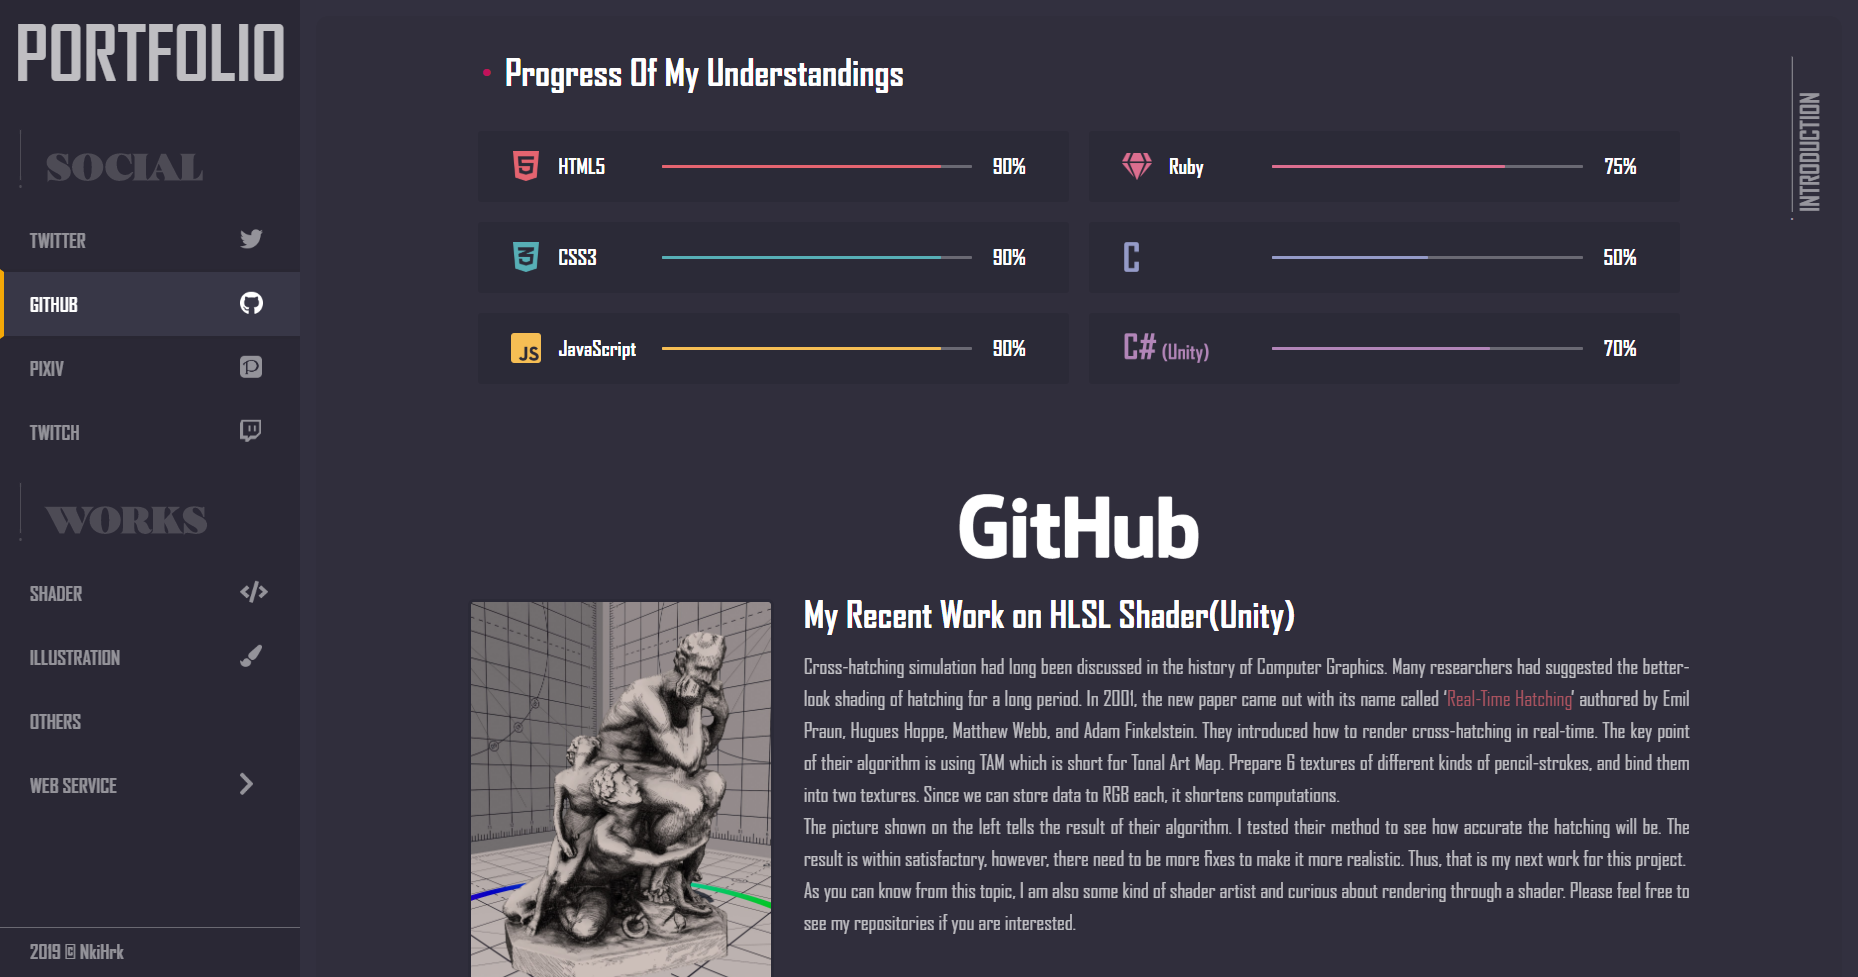 PORTFOLIO
SOCIAL
TWITTER
GITHUB
PIXIV
TWITCH
WORKS
SHADER
ILLUSTRATION
OTHERS
WEB SERVICE
2019 © NkiHrk
Progress Of My Understandings
HTML5 90%
Ruby 75%
CSS3 90%
C 50%
JS JavaScript 90%
C# (Unity) 70%
INTRODUCTION
GitHub
My Recent Work on HLSL Shader(Unity)
Cross-hatching simulation had long been discussed in the history of Computer Graphics. Many researchers had suggested the better-
look shading of hatching for a long period. In 2001, the new paper came out with its name called 'Real-Time Hatching' authored by Emil
Praun, Hugues Hoppe, Matthew Webb, and Adam Finkelstein. They introduced how to render cross-hatching in real-time. The key point
of their algorithm is using TAM which is short for Tonal Art Map. Prepare 6 textures of different kinds of pencil-strokes, and bind them
into two textures. Since we can store data to RGB each, it shortens computations.
The picture shown on the left tells the result of their algorithm. I tested their method to see how accurate the hatching will be. The
result is within satisfactory, however, there need to be more fixes to make it more realistic. Thus, that is my next work for this project.
As you can know from this topic, I am also some kind of shader artist and curious about rendering through a shader. Please feel free to
see my repositories if you are interested.